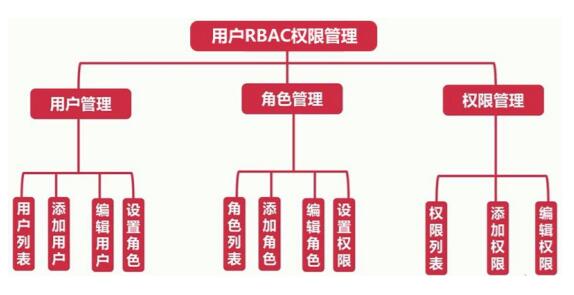 用户RBAC权限管理
用户管理
角色管理
权限管理
用户列表
添加用户
编辑用户
设置角色
角色列表
添加角色
编辑角色
设置权限
权限列表
添加权限
编辑权限